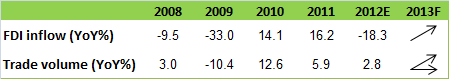 2008 2009 2010 2011 2012E 2013F
FDI inflow (YoY%) -9.5 -33.0 14.1 16.2 -18.3
Trade volume (YoY%) 3.0 -10.4 12.6 5.9 2.8